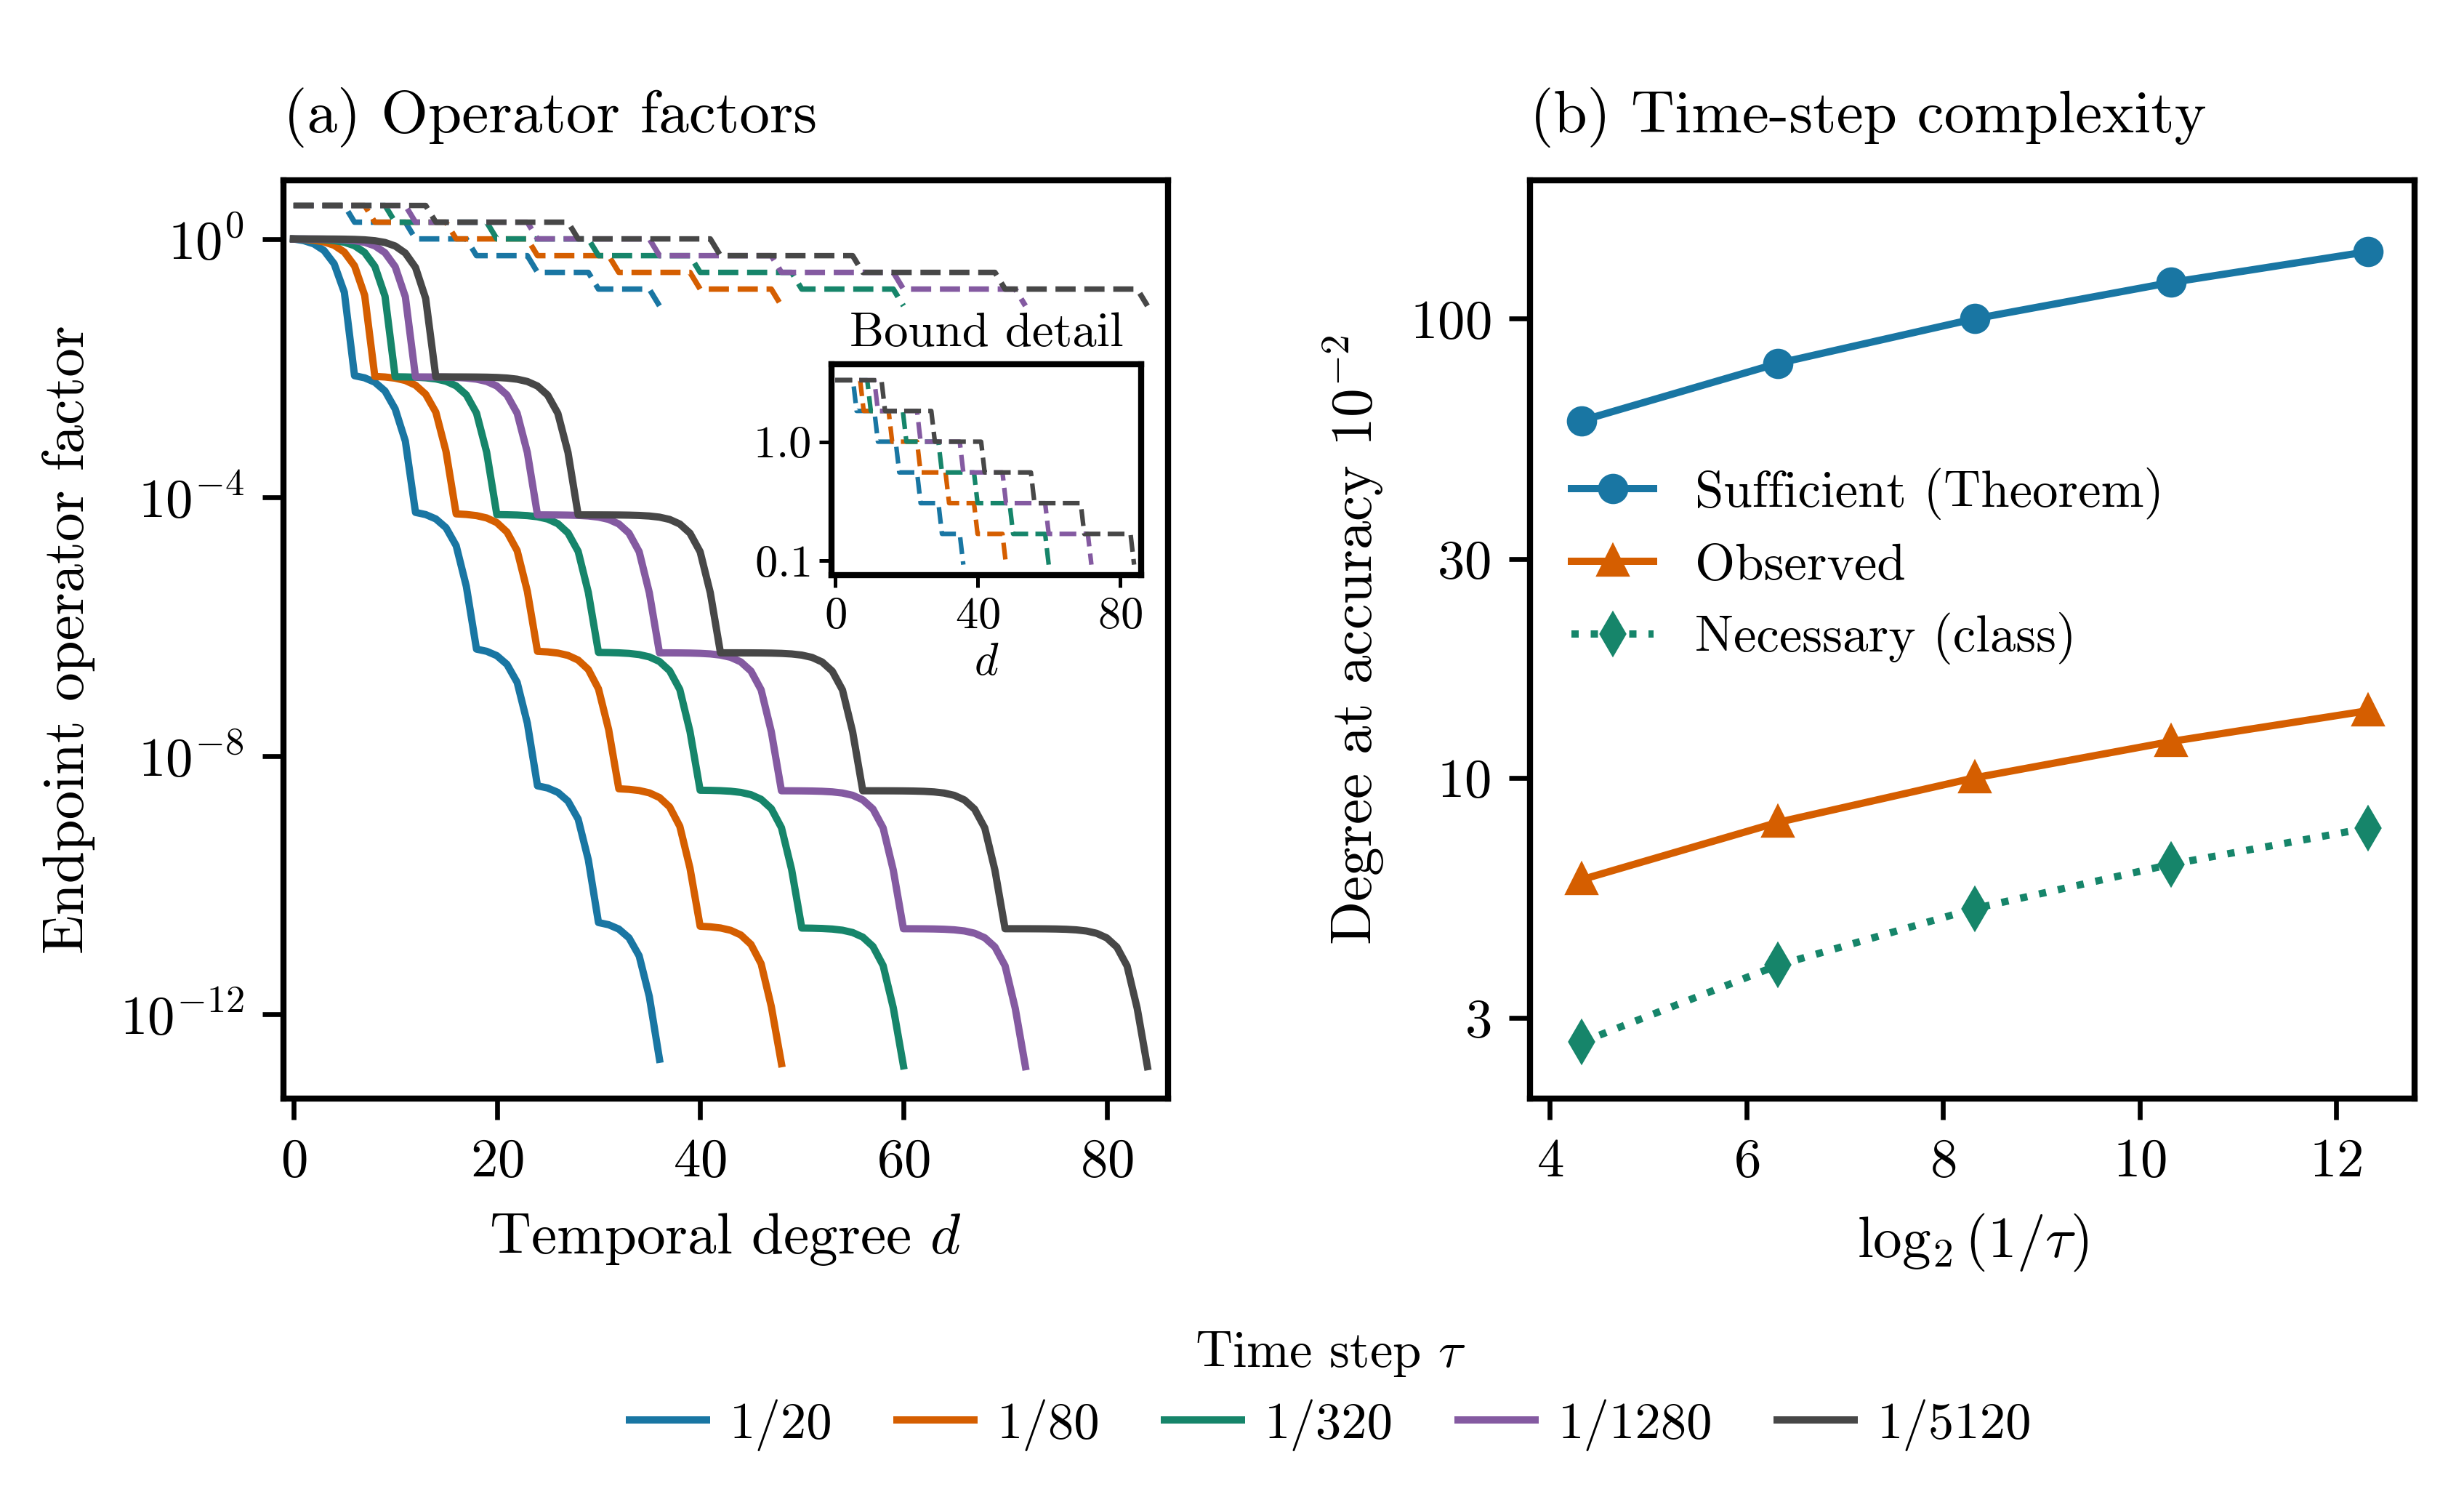 (a) Operator factors
Endpoint operator factor
10^0
10^{-4}
10^{-8}
10^{-12}
0 20 40 60 80
Temporal degree d
Bound detail
1.0
0.1
0 40 80
d
(b) Time-step complexity
Degree at accuracy 10^{-2}
100
30
10
3
Sufficient (Theorem)
Observed
Necessary (class)
4 6 8 10 12
log_2 (1/τ)
Time step τ
1/20 1/80 1/320 1/1280 1/5120